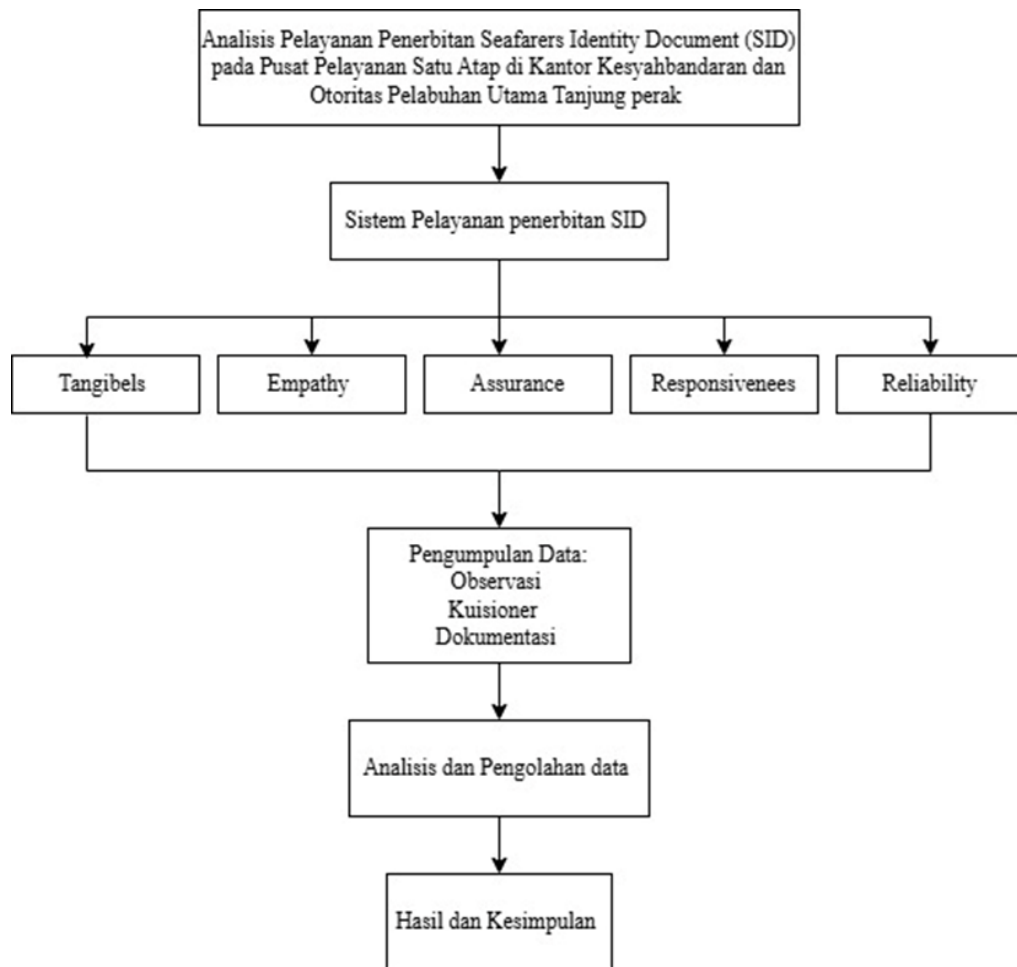 Analisis Pelayanan Penerbitan Seafarers Identity Document (SID)
pada Pusat Pelayanan Satu Atap di Kantor Kesyahbandaran dan
Otoritas Pelabuhan Utama Tanjung perak
Sistem Pelayanan penerbitan SID
Tangibels
Empathy
Assurance
Responsivenees
Reliability
Pengumpulan Data:
Observasi
Kuisioner
Dokumentasi
Analisis dan Pengolahan data
Hasil dan Kesimpulan